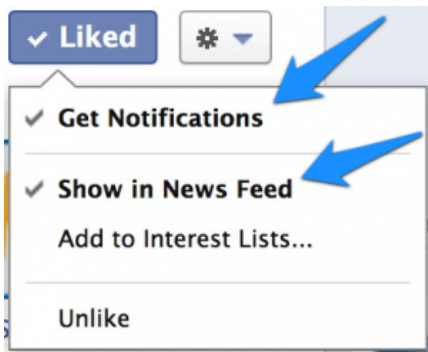 Liked
Get Notifications
Show in News Feed
Add to Interest Lists...
Unlike